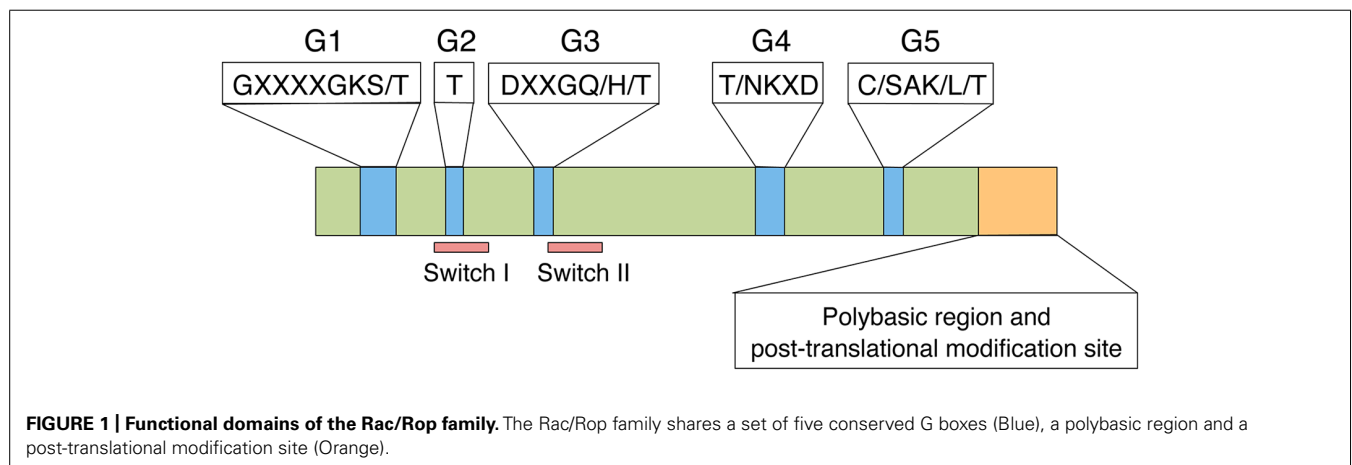 G1 G2 G3 G4 G5
GXXXXGKS/T T DXXGQ/H/T T/NKXD C/SAK/L/T
Switch I Switch II
Polybasic region and
post-translational modification site
FIGURE 1 | Functional domains of the Rac/Rop family. The Rac/Rop family shares a set of five conserved G boxes (Blue), a polybasic region and a
post-translational modification site (Orange).